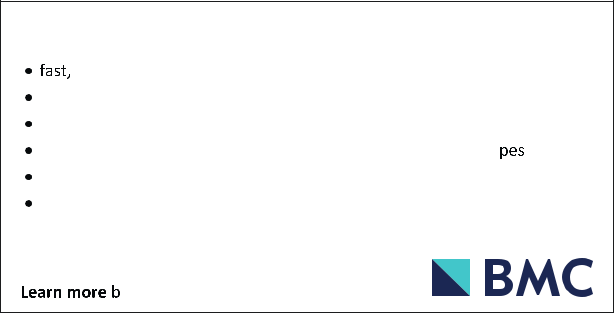 • fast,
•
•
• pes
•
•
Learn more b
BMC